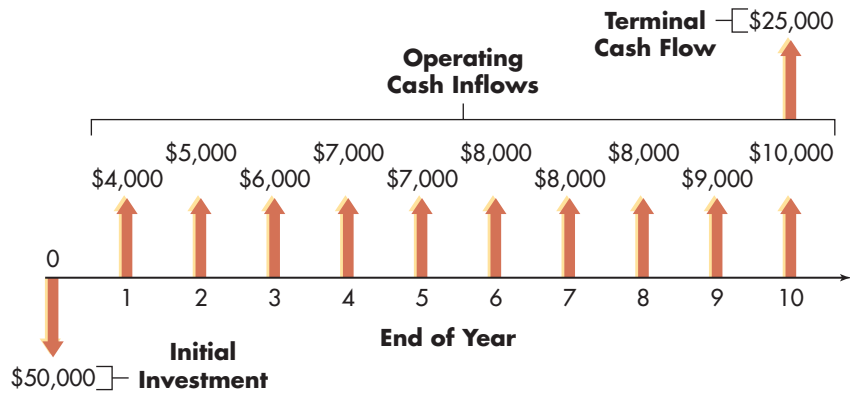 Terminal
Cash Flow
$25,000
Operating
Cash Inflows
$5,000 $7,000 $8,000 $8,000 $10,000
$4,000 $6,000 $7,000 $8,000 $9,000
0
1 2 3 4 5 6 7 8 9 10
End of Year
$50,000
Initial
Investment